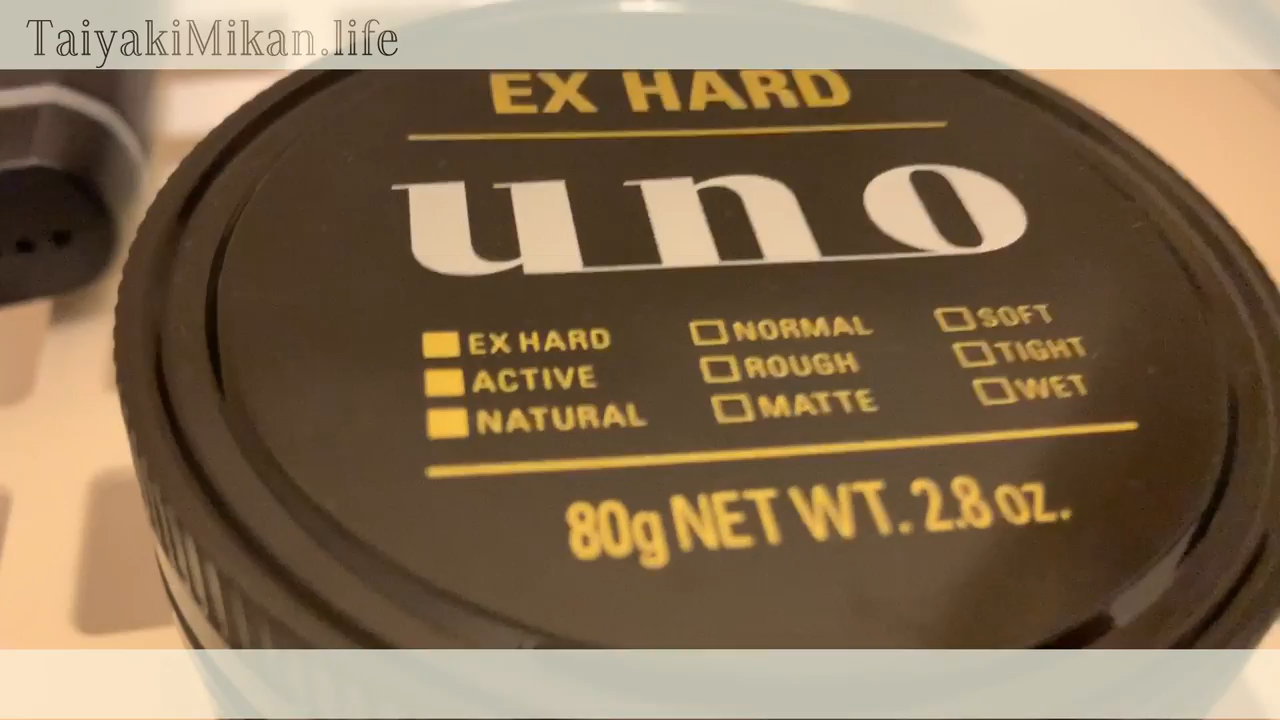 TaiyakiMikan.life
EX HARD
uno
EX HARD NORMAL SOFT
ACTIVE ROUGH TIGHT
NATURAL MATTE WET
80g NET WT. 2.8 oz.